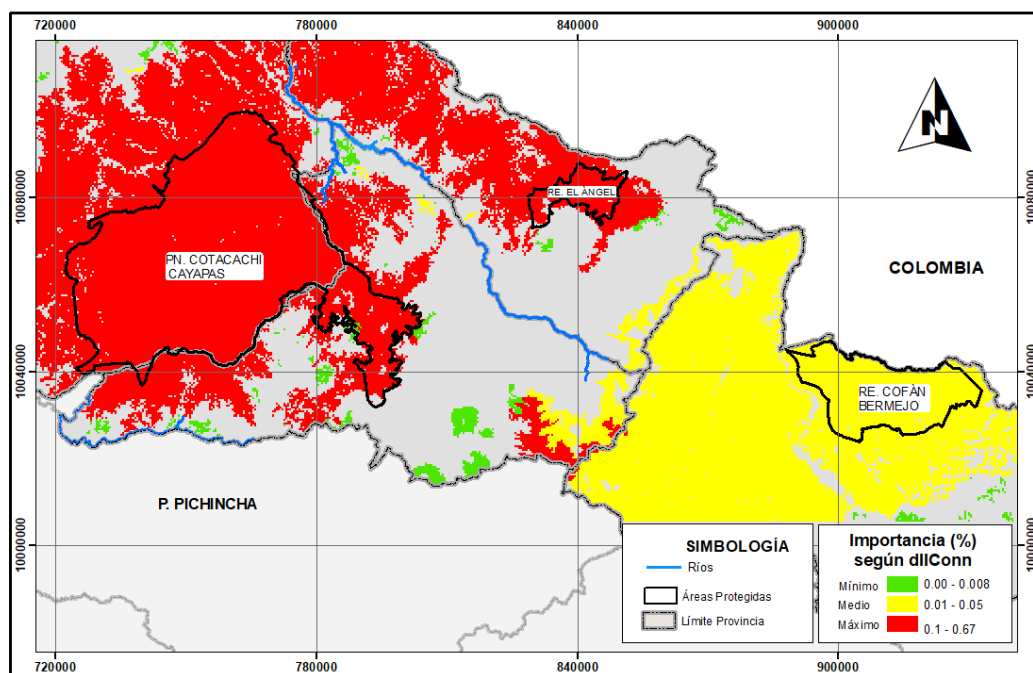 720000
780000
840000
900000
10080000
10080000
N
RE. EL ÀNGEL
PN. COTACACHI
CAYAPAS
COLOMBIA
10040000
10040000
RE. COFÀN
BERMEJO
P. PICHINCHA
10000000
10000000
SIMBOLOGÍA
Ríos
Áreas Protegidas
Límite Provincia
Importancia (%)
según dIIConn
Mínimo 0.00 - 0.008
Medio 0.01 - 0.05
Máximo 0.1 - 0.67
720000
780000
840000
900000